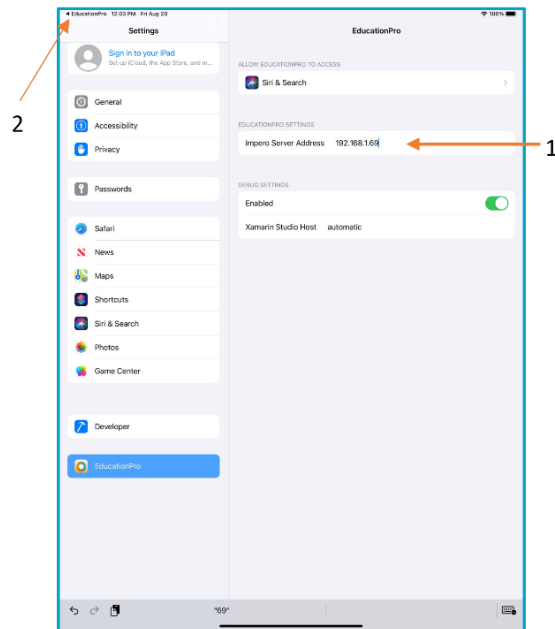 EducationPro 12:03 PM Fri Aug 20
100%
Settings
EducationPro
Sign in to your iPad
Set up iCloud, the App Store, and m...
ALLOW EDUCATIONPRO TO ACCESS
Siri & Search
General
2
Accessibility
EDUCATIONPRO SETTINGS
Privacy
Impero Server Address 192.168.1.69
1
Passwords
DEBUG SETTINGS
Enabled
Safari
Xamarin Studio Host automatic
News
Maps
Shortcuts
Siri & Search
Photos
Game Center
Developer
EducationPro
"69"